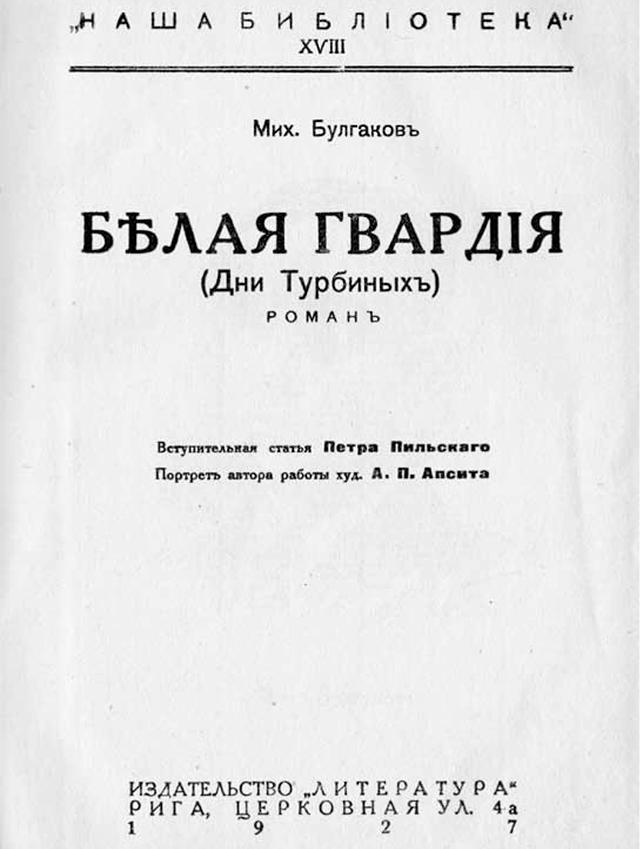 „НАША БИБЛІОТЕКА“
XVIII
Мих. Булгаковъ
БѢЛАЯ ГВАРДІЯ
(Дни Турбиныхъ)
РОМАНЪ
Вступительная статья Петра Пильскаго
Портретъ автора работы худ. А. П. Апсита
ИЗДАТЕЛЬСТВО „ЛИТЕРАТУРА“
РИГА, ЦЕРКОВНАЯ УЛ. 4а
1927